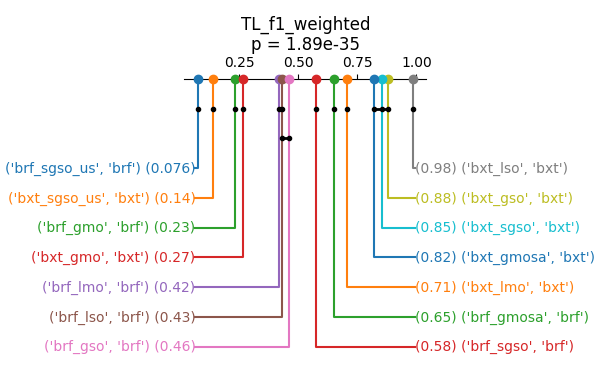 TL_f1_weighted
p = 1.89e-35
0.25 0.50 0.75 1.00
('brf_sgso_us', 'brf') (0.076)
(0.98) ('bxt_lso', 'bxt')
('bxt_sgso_us', 'bxt') (0.14)
(0.88) ('bxt_gso', 'bxt')
('brf_gmo', 'brf') (0.23)
(0.85) ('bxt_sgso', 'bxt')
('bxt_gmo', 'bxt') (0.27)
(0.82) ('bxt_gmosa', 'bxt')
('brf_lmo', 'brf') (0.42)
(0.71) ('bxt_lmo', 'bxt')
('brf_lso', 'brf') (0.43)
(0.65) ('brf_gmosa', 'brf')
('brf_gso', 'brf') (0.46)
(0.58) ('brf_sgso', 'brf')